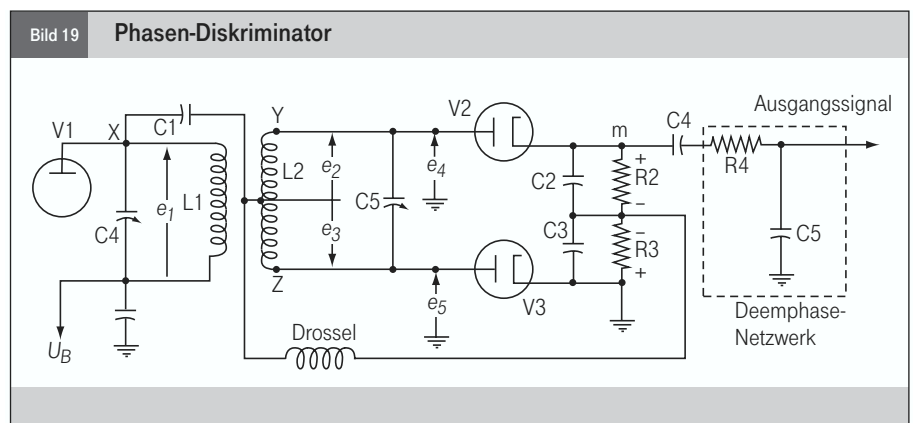 Bild 19
Phasen-Diskriminator
V1
X
C1
Y
V2
m
C4
Ausgangssignal
e1
L1
C4
L2
e2
e3
C5
e4
C2
+
R2
−
R4
C3
−
R3
+
C5
Z
e5
V3
UB
Drossel
Deemphase-
Netzwerk